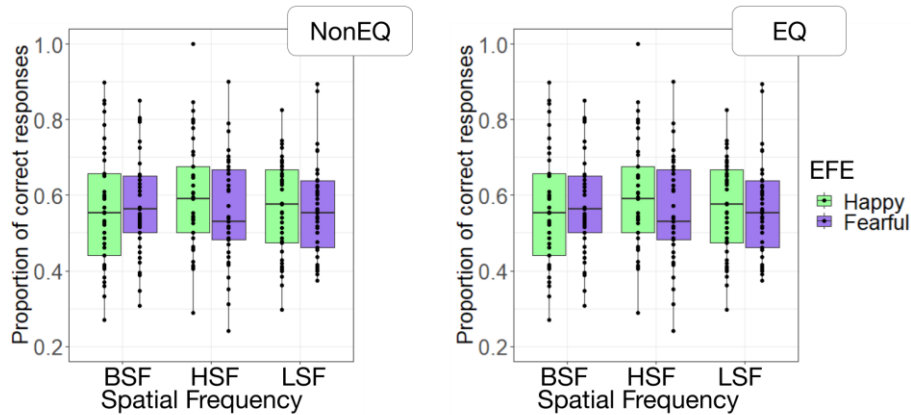 NonEQ
Proportion of correct responses
1.0
0.8
0.6
0.4
0.2
BSF HSF LSF
Spatial Frequency
EQ
Proportion of correct responses
1.0
0.8
0.6
0.4
0.2
BSF HSF LSF
Spatial Frequency
EFE
Happy
Fearful